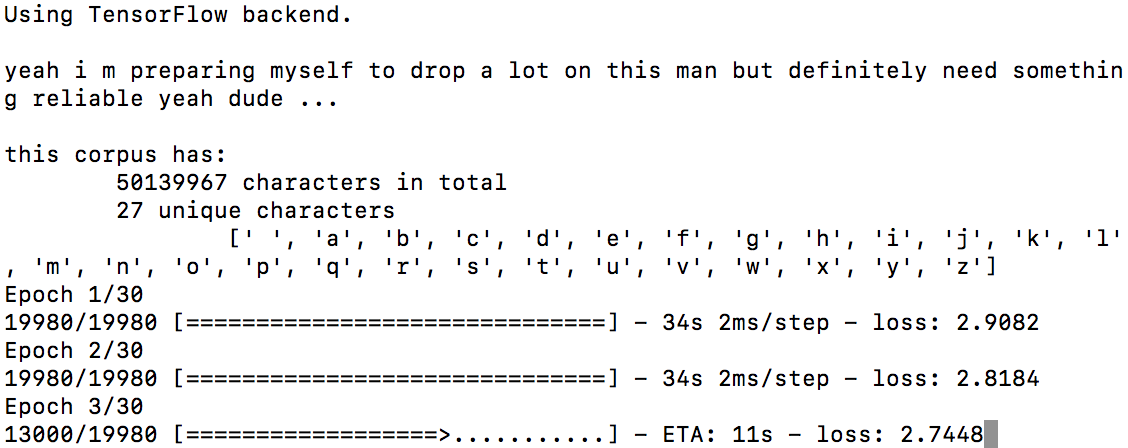 Using TensorFlow backend.
yeah i m preparing myself to drop a lot on this man but definitely need somethin
g reliable yeah dude ...
this corpus has:
50139967 characters in total
27 unique characters
[' ', 'a', 'b', 'c', 'd', 'e', 'f', 'g', 'h', 'i', 'j', 'k', 'l'
, 'm', 'n', 'o', 'p', 'q', 'r', 's', 't', 'u', 'v', 'w', 'x', 'y', 'z']
Epoch 1/30
19980/19980 [==============================] - 34s 2ms/step - loss: 2.9082
Epoch 2/30
19980/19980 [==============================] - 34s 2ms/step - loss: 2.8184
Epoch 3/30
13000/19980 [==================>...........] - ETA: 11s - loss: 2.7448